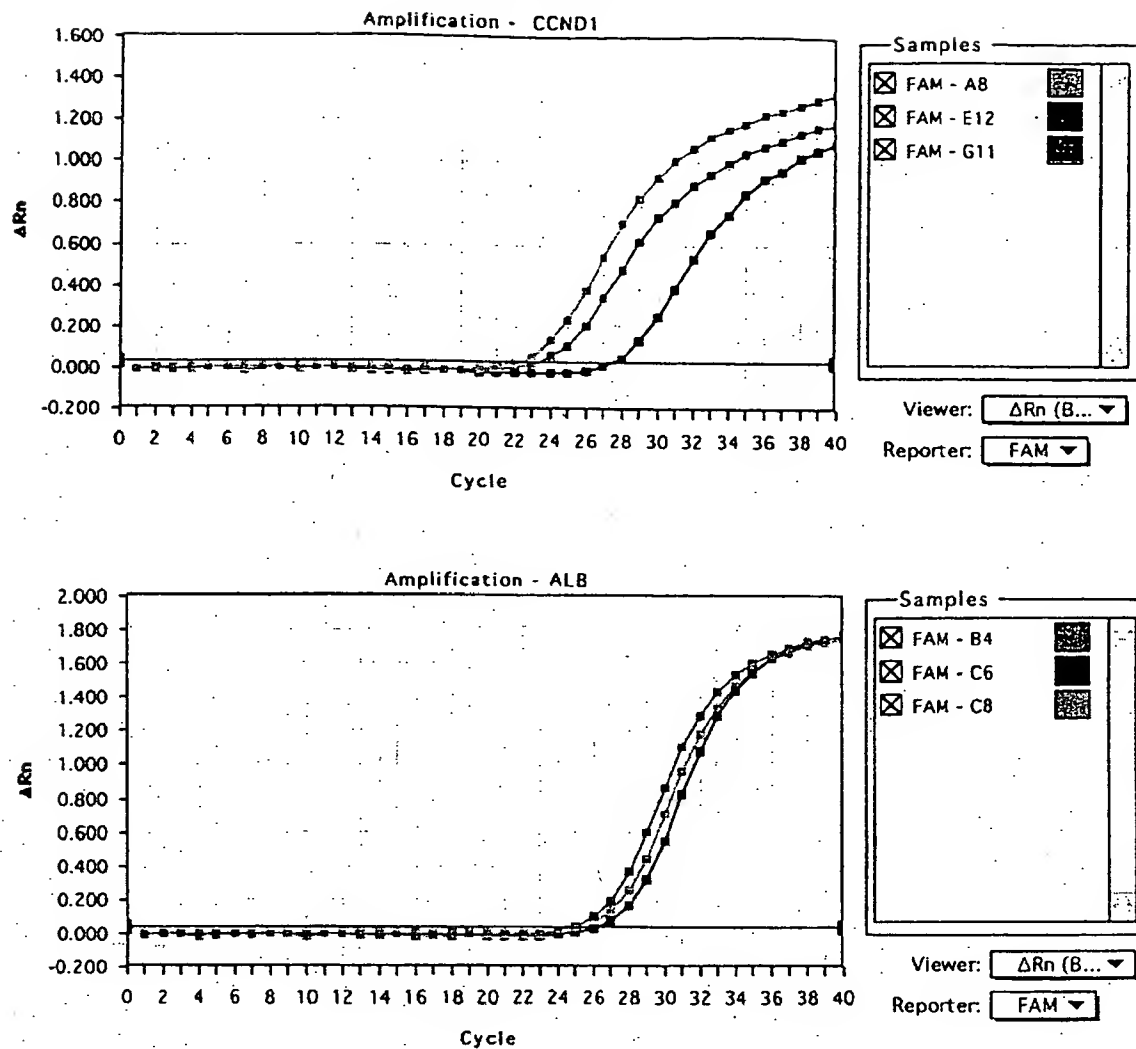 Amplification - CCND1
1.600
1.400
1.200
1.000
0.800
0.600
0.400
0.200
0.000
-0.200
ΔRn
0 2 4 6 8 10 12 14 16 18 20 22 24 26 28 30 32 34 36 38 40
Cycle
Samples
FAM - A8
FAM - E12
FAM - G11
Viewer: ΔRn (B...
Reporter: FAM
Amplification - ALB
2.000
1.800
1.600
1.400
1.200
1.000
0.800
0.600
0.400
0.200
0.000
-0.200
ΔRn
0 2 4 6 8 10 12 14 16 18 20 22 24 26 28 30 32 34 36 38 40
Cycle
Samples
FAM - B4
FAM - C6
FAM - C8
Viewer: ΔRn (B...
Reporter: FAM